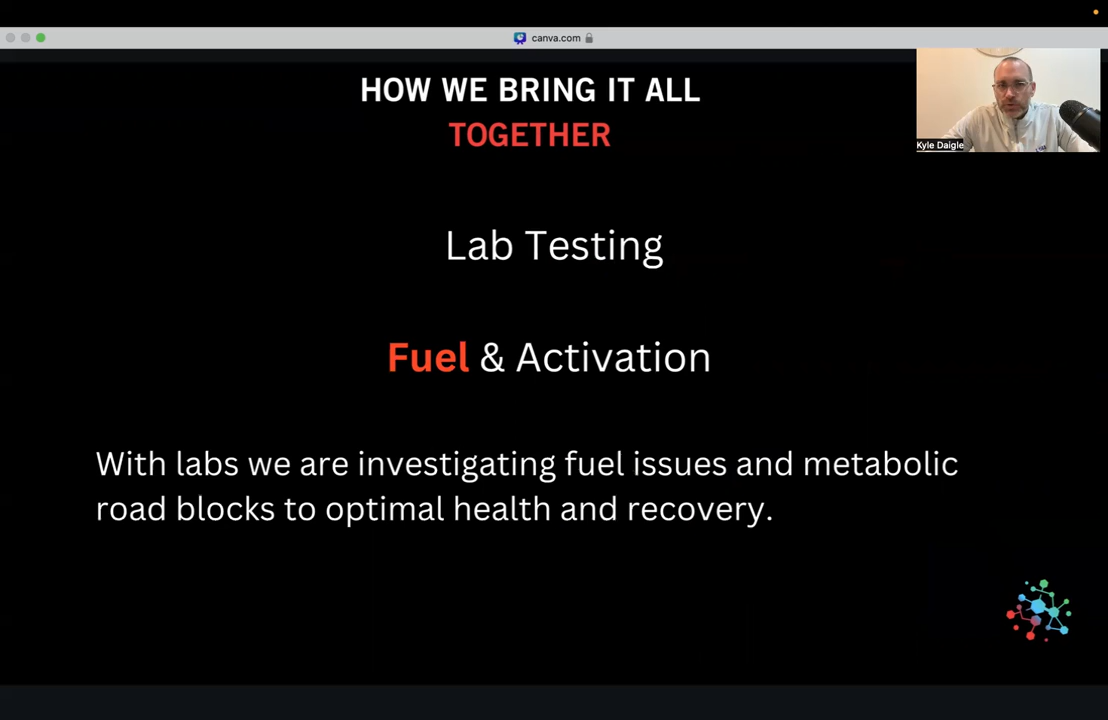 canva.com
HOW WE BRING IT ALL
TOGETHER
Kyle Daigle
Lab Testing
Fuel & Activation
With labs we are investigating fuel issues and metabolic
road blocks to optimal health and recovery.